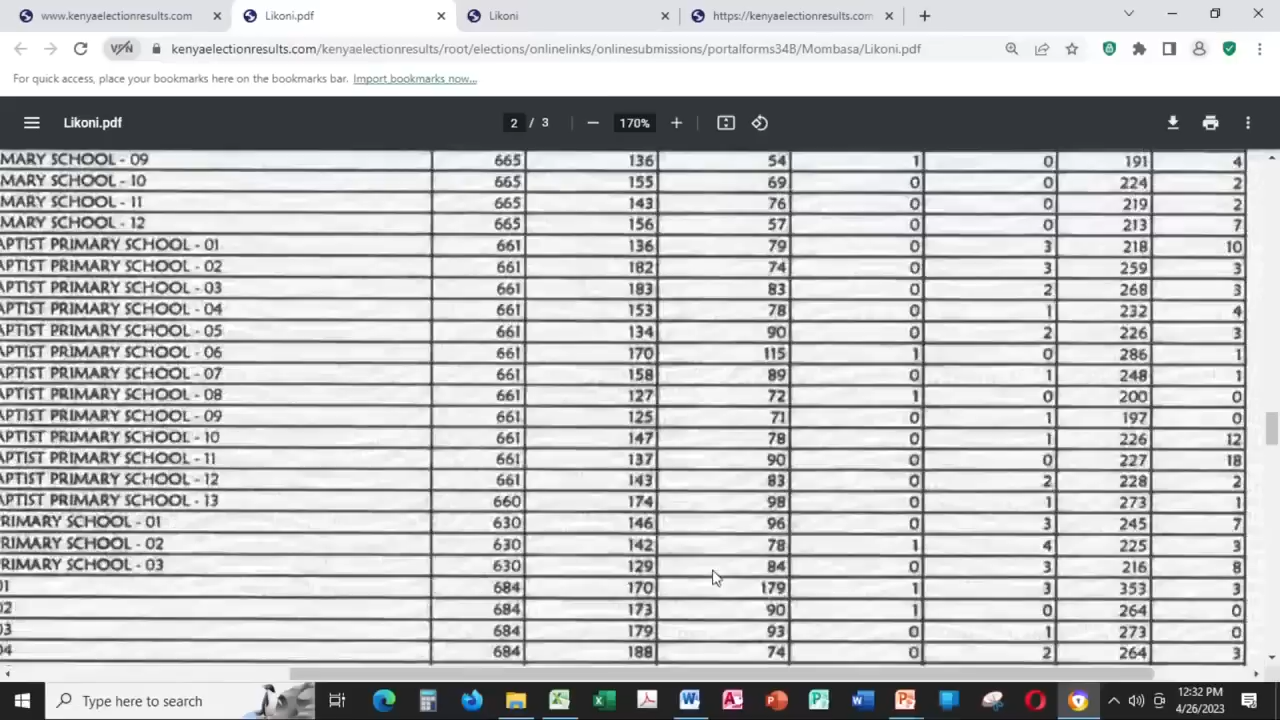 www.kenyaelectionresults.com Likoni.pdf Likoni https://kenyaelectionresults.com
VPN kenyaelectionresults.com/kenyaelectionresults/root/elections/onlinelinks/onlinesubmissions/portalforms34B/Mombasa/Likoni.pdf
For quick access, place your bookmarks here on the bookmarks bar. Import bookmarks now...
Likoni.pdf 2 / 3 170%
MARY SCHOOL - 09 665 136 54 1 0 191 4
MARY SCHOOL - 10 665 155 69 0 0 224 2
MARY SCHOOL - 11 665 143 76 0 0 219 2
MARY SCHOOL - 12 665 156 57 0 0 213 7
APTIST PRIMARY SCHOOL - 01 661 136 79 0 3 218 10
APTIST PRIMARY SCHOOL - 02 661 182 74 0 3 259 3
APTIST PRIMARY SCHOOL - 03 661 183 83 0 2 268 3
APTIST PRIMARY SCHOOL - 04 661 153 78 0 1 232 4
APTIST PRIMARY SCHOOL - 05 661 134 90 0 2 226 3
APTIST PRIMARY SCHOOL - 06 661 170 115 1 0 286 1
APTIST PRIMARY SCHOOL - 07 661 158 89 0 1 248 1
APTIST PRIMARY SCHOOL - 08 661 127 72 1 0 200 0
APTIST PRIMARY SCHOOL - 09 661 125 71 0 1 197 0
APTIST PRIMARY SCHOOL - 10 661 147 78 0 1 226 12
APTIST PRIMARY SCHOOL - 11 661 137 90 0 0 227 18
APTIST PRIMARY SCHOOL - 12 661 143 83 0 2 228 2
APTIST PRIMARY SCHOOL - 13 660 174 98 0 1 273 1
RIMARY SCHOOL - 01 630 146 96 0 3 245 7
RIMARY SCHOOL - 02 630 142 78 1 4 225 3
RIMARY SCHOOL - 03 630 129 84 0 3 216 8
01 684 170 179 1 3 353 3
02 684 173 90 1 0 264 0
03 684 179 93 0 1 273 0
04 684 188 74 0 2 264 3
Type here to search 12:32 PM
4/26/2023